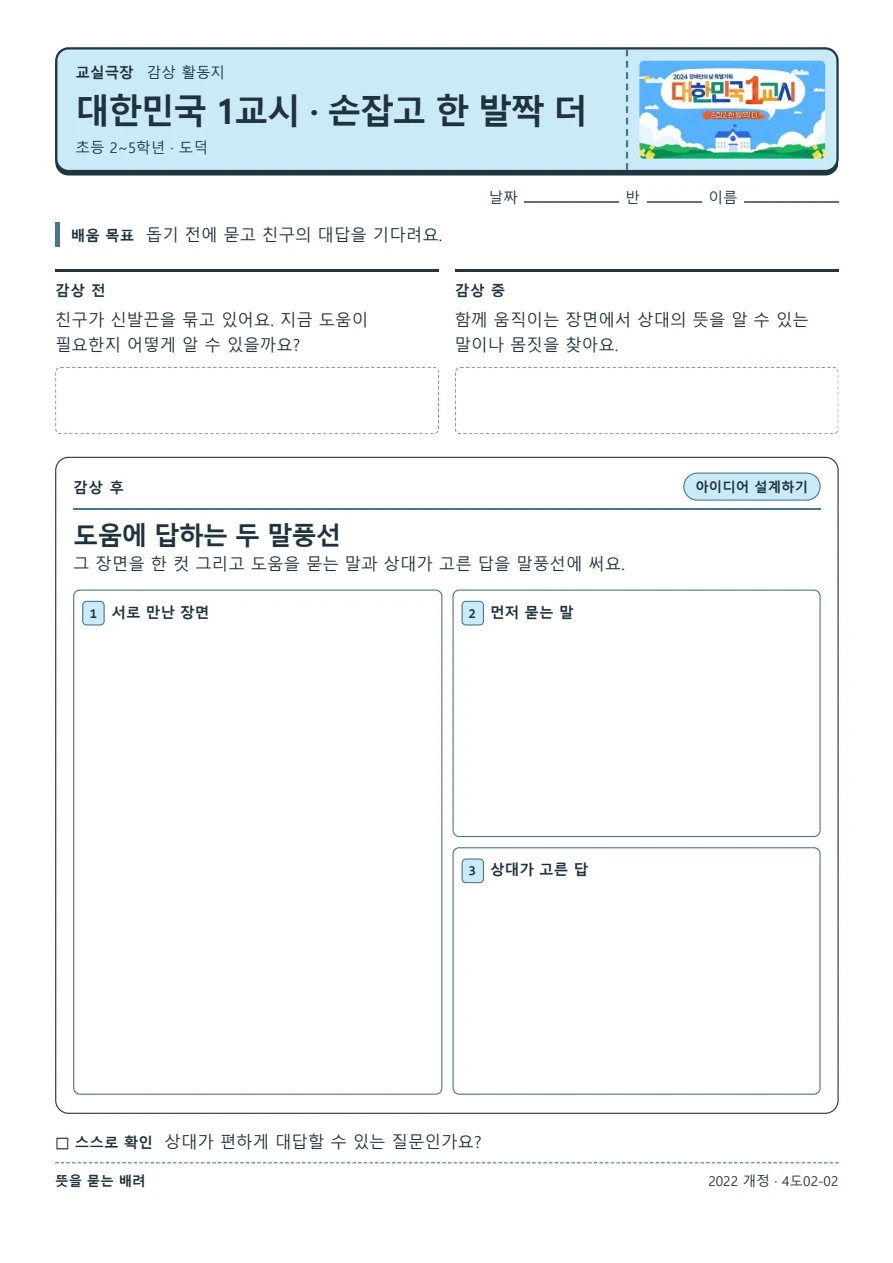 교실극장 감상 활동지
대한민국 1교시 · 손잡고 한 발짝 더
초등 2~5학년 · 도덕
2024 장애인의 날 특별기획
대한민국1교시
손잡고 한 발짝 더
날짜 반 이름
배움 목표 돕기 전에 묻고 친구의 대답을 기다려요.
감상 전
친구가 신발끈을 묶고 있어요. 지금 도움이
필요한지 어떻게 알 수 있을까요?
감상 중
함께 움직이는 장면에서 상대의 뜻을 알 수 있는
말이나 몸짓을 찾아요.
감상 후
아이디어 설계하기
도움에 답하는 두 말풍선
그 장면을 한 컷 그리고 도움을 묻는 말과 상대가 고른 답을 말풍선에 써요.
1 서로 만난 장면
2 먼저 묻는 말
3 상대가 고른 답
□ 스스로 확인 상대가 편하게 대답할 수 있는 질문인가요?
뜻을 묻는 배려
2022 개정 · 4도02-02